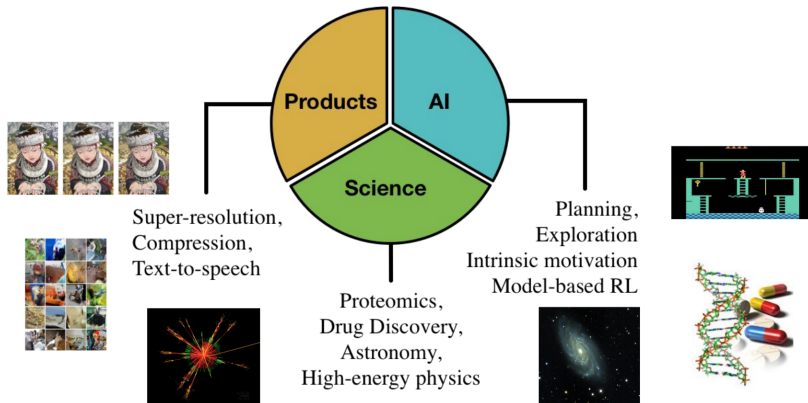 Products
AI
Science
Super-resolution,
Compression,
Text-to-speech
Planning,
Exploration
Intrinsic motivation
Model-based RL
Proteomics,
Drug Discovery,
Astronomy,
High-energy physics